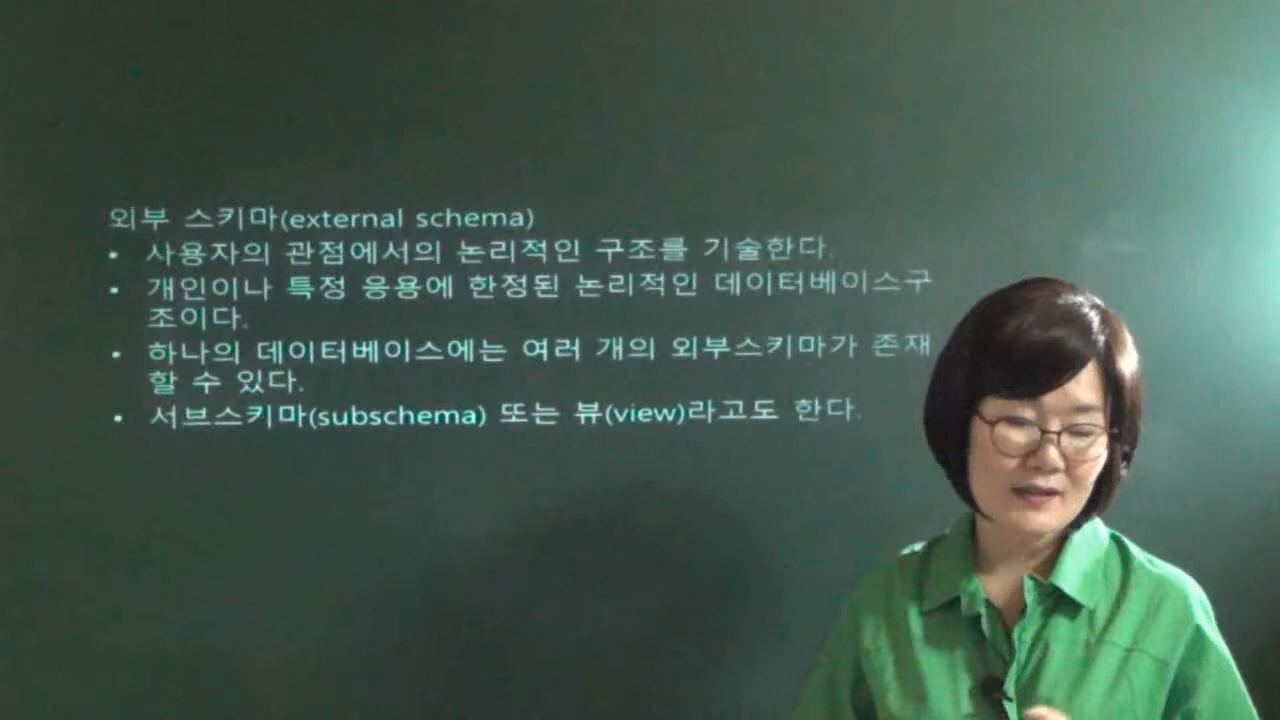 외부 스키마(external schema)
• 사용자의 관점에서의 논리적인 구조를 기술한다.
• 개인이나 특정 응용에 한정된 논리적인 데이터베이스구
조이다.
• 하나의 데이터베이스에는 여러 개의 외부스키마가 존재
할 수 있다.
• 서브스키마(subschema) 또는 뷰(view)라고도 한다.